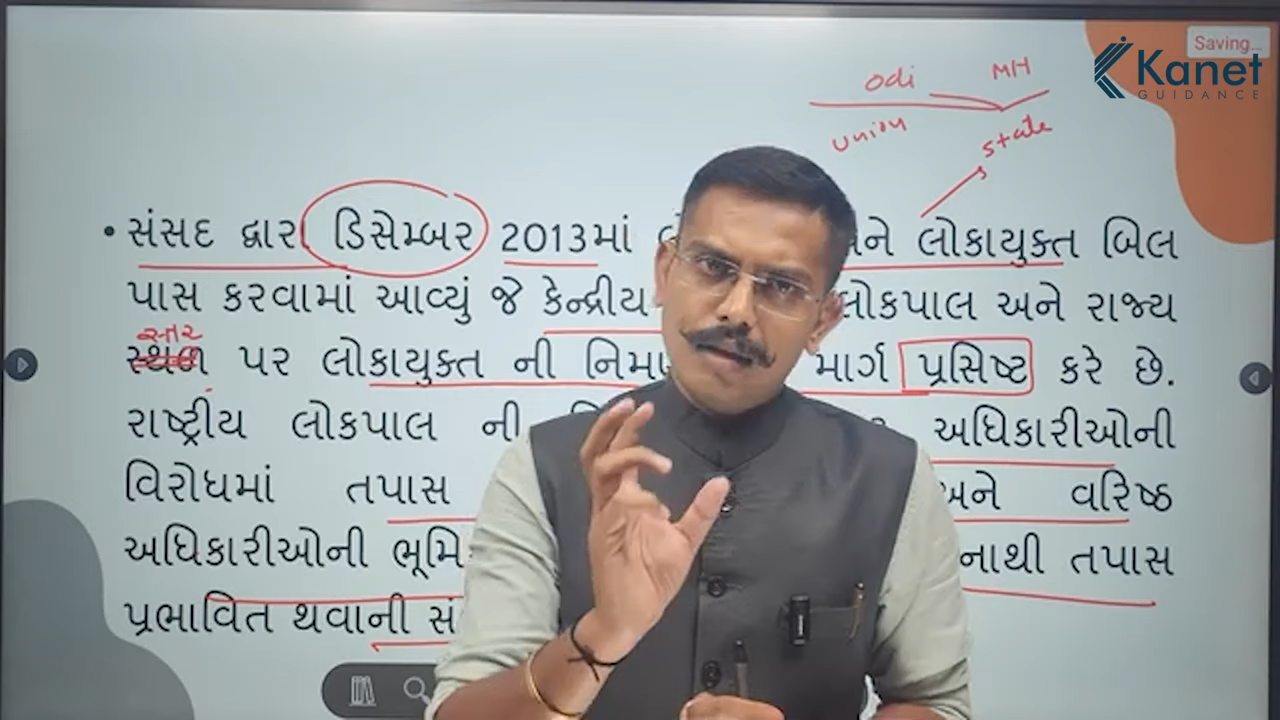 Saving...
Kanet
GUIDANCE
odi MH
union state
• સંસદ દ્વારા ડિસેમ્બર 2013માં અને લોકાયુક્ત બિલ
પાસ કરવામાં આવ્યું જે કેન્દ્રીય લોકપાલ અને રાજ્ય
સ્તર
સ્થળ પર લોકાયુક્ત ની માર્ગ પ્રસિષ્ટ કરે છે.
રાષ્ટ્રીય લોકપાલ ની અધિકારીઓની
વિરોધમાં તપાસ અને વરિષ્ઠ
અધિકારીઓની તપાસ
પ્રભાવિત થવાની